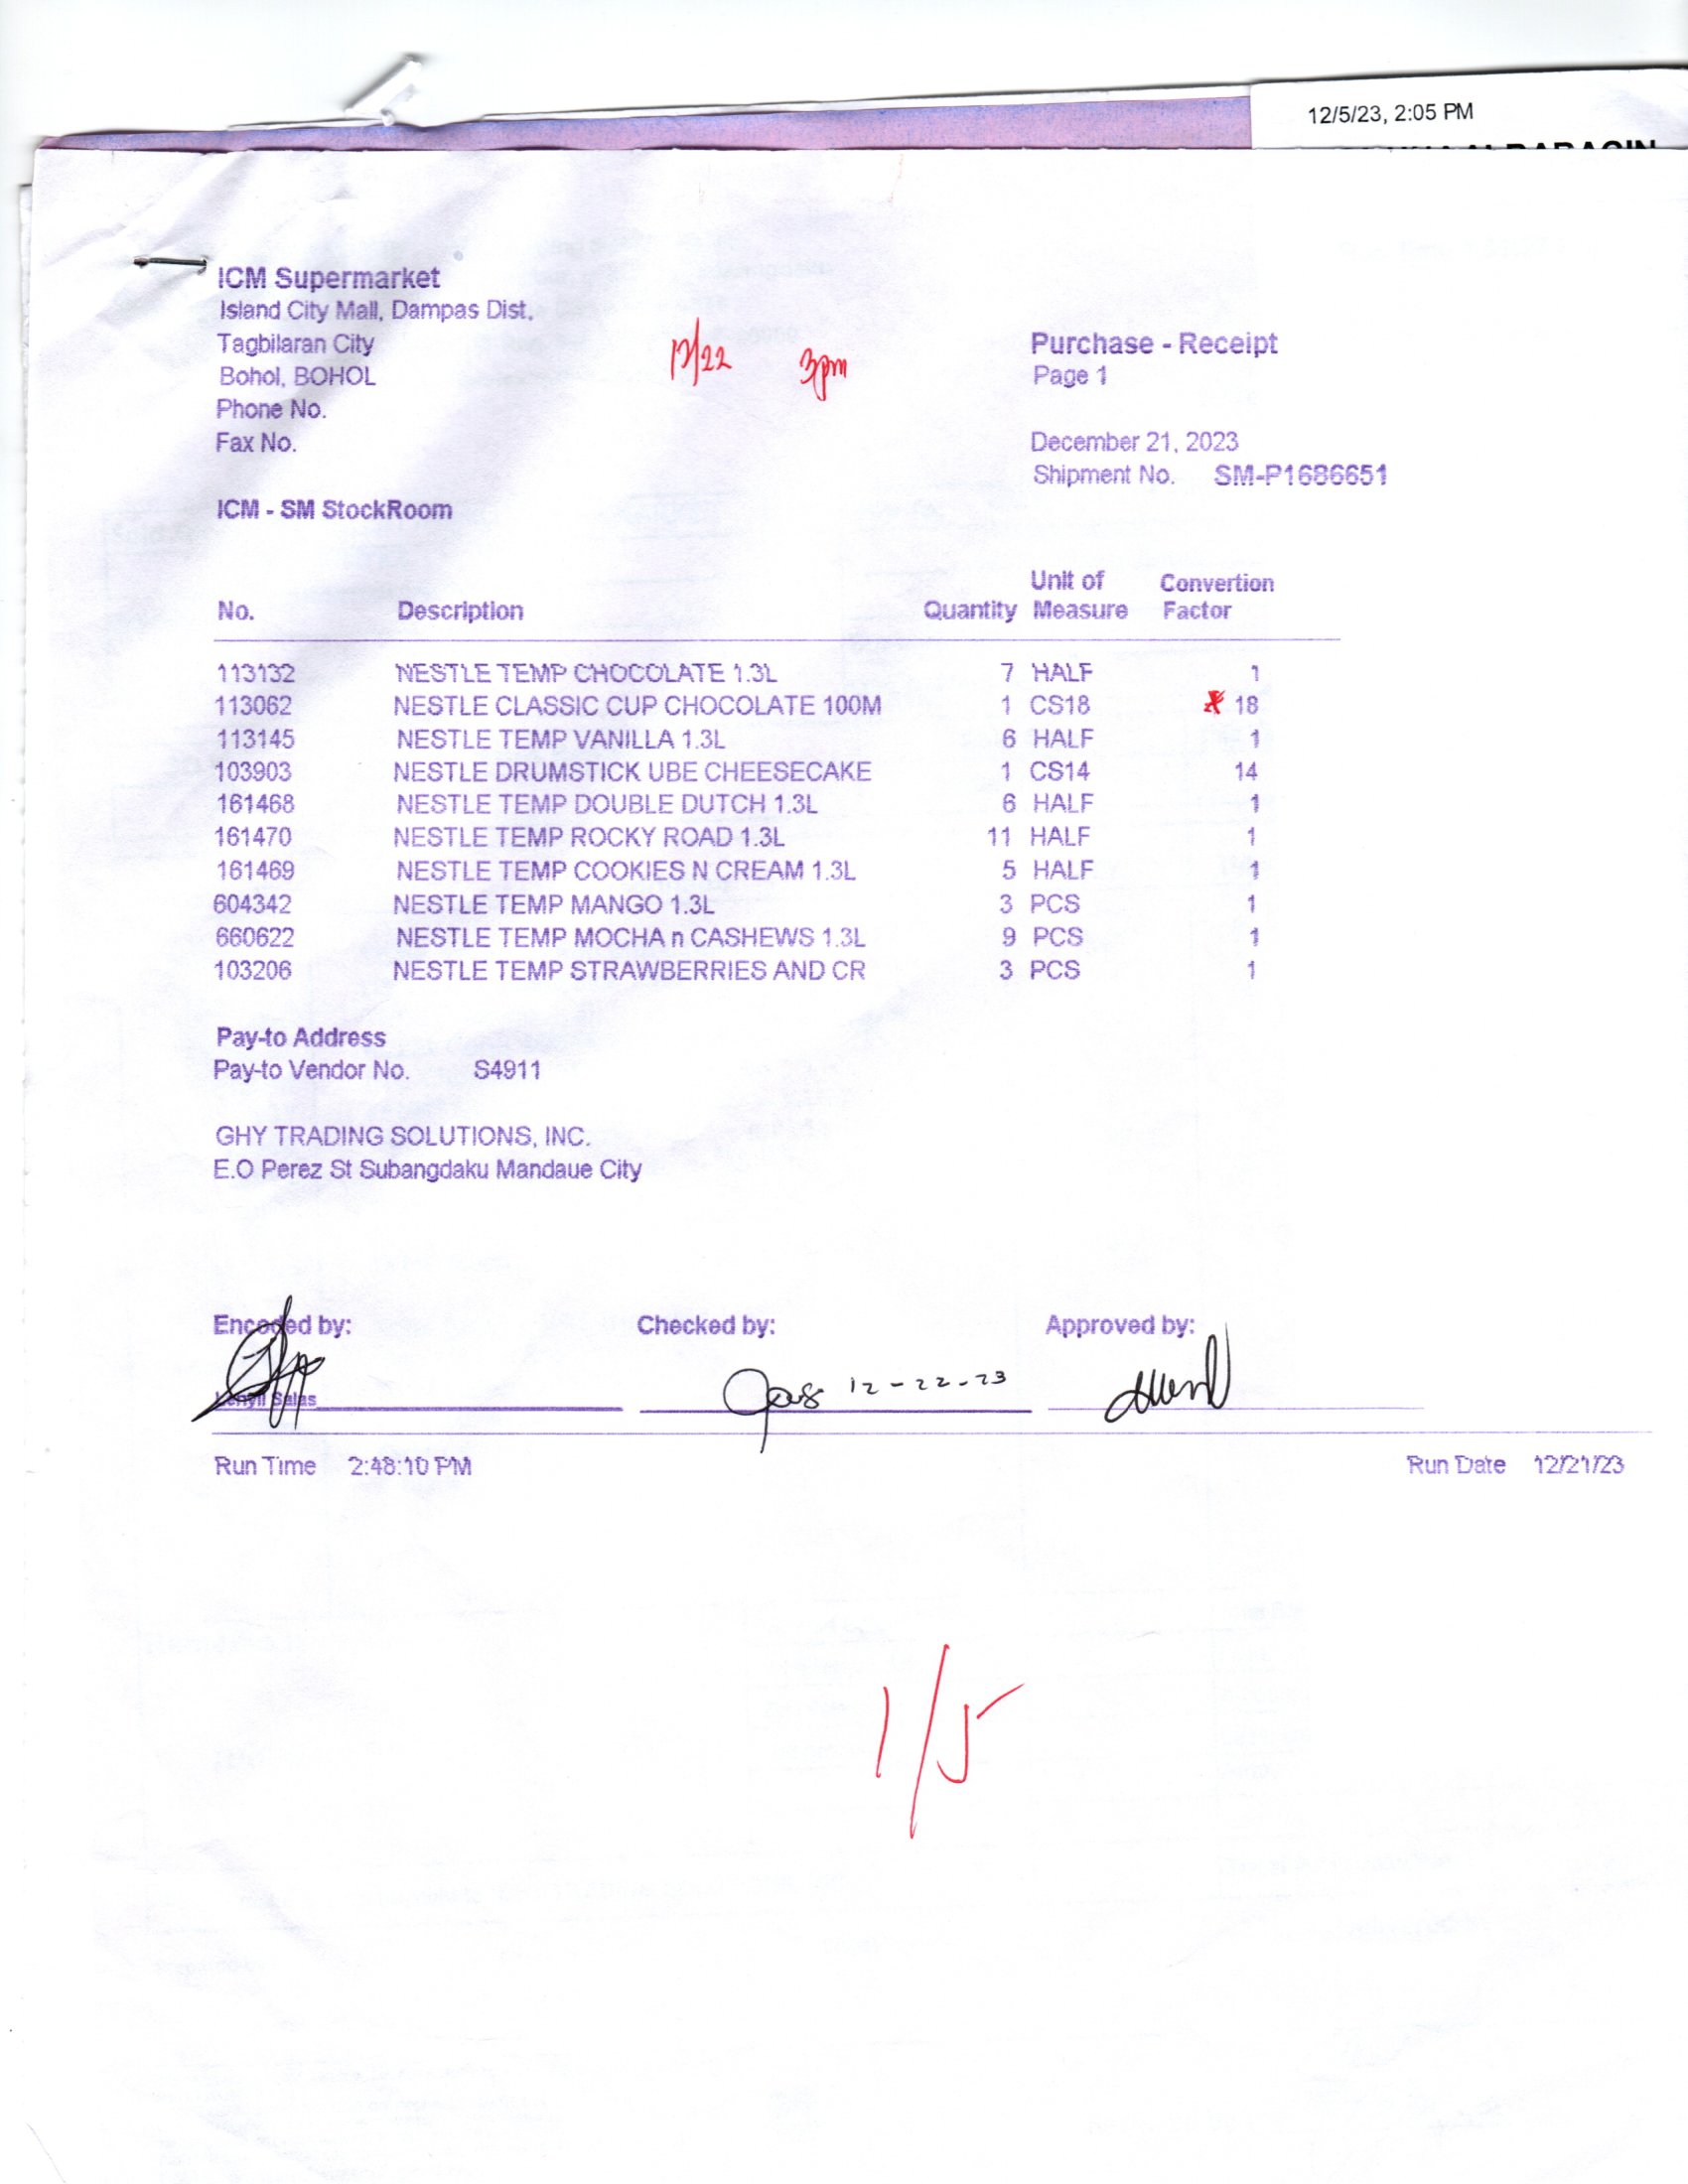 12/5/23, 2:05 PM
ICM Supermarket
Island City Mall, Dampas Dist.
Tagbilaran City
Bohol, BOHOL
Phone No.
Fax No.
12/22 3pm
Purchase - Receipt
Page 1
December 21, 2023
Shipment No. SM-P1686651
ICM - SM StockRoom
No. Description Quantity Unit of Measure Convertion Factor
113132 NESTLE TEMP CHOCOLATE 1.3L 7 HALF 1
113062 NESTLE CLASSIC CUP CHOCOLATE 100M 1 CS18 18
113145 NESTLE TEMP VANILLA 1.3L 6 HALF 1
103903 NESTLE DRUMSTICK UBE CHEESECAKE 1 CS14 14
161468 NESTLE TEMP DOUBLE DUTCH 1.3L 6 HALF 1
161470 NESTLE TEMP ROCKY ROAD 1.3L 11 HALF 1
161469 NESTLE TEMP COOKIES N CREAM 1.3L 5 HALF 1
604342 NESTLE TEMP MANGO 1.3L 3 PCS 1
660622 NESTLE TEMP MOCHA n CASHEWS 1.3L 9 PCS 1
103206 NESTLE TEMP STRAWBERRIES AND CR 3 PCS 1
Pay-to Address
Pay-to Vendor No. S4911
GHY TRADING SOLUTIONS, INC.
E.O Perez St Subangdaku Mandaue City
Encoded by: Checked by: Approved by:
Salas 12-22-23
Run Time 2:48:10 PM Run Date 12/21/23
1/5